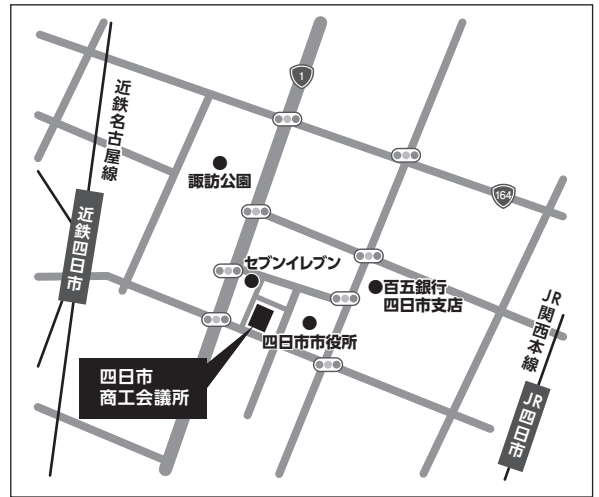 1
近鉄名古屋線
諏訪公園
164
近鉄四日市
セブンイレブン
百五銀行
四日市支店
JR関西本線
四日市市役所
四日市
商工会議所
JR四日市